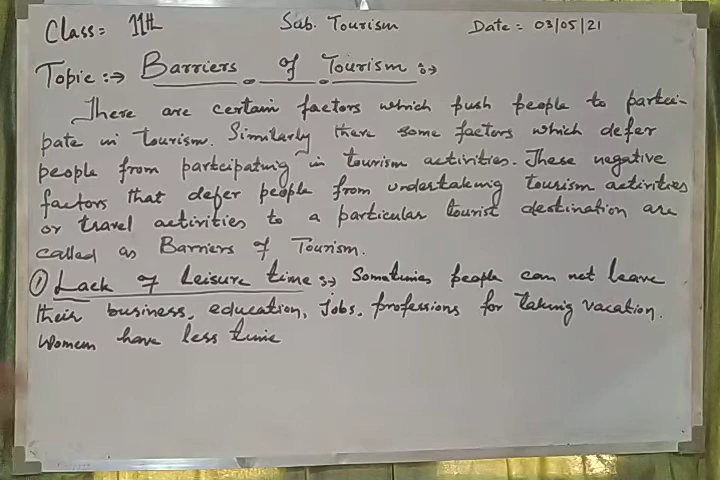 Class: 11th Sub. Tourism Date: 03/05/21
Topic :→ Barriers of Tourism :→
There are certain factors which push people to partici-
pate in tourism. Similarly there some factors which defer
people from participating in tourism activities. These negative
factors that defer people from undertaking tourism activities
or travel activities to a particular tourist destination are
called as Barriers of Tourism.
① Lack of Leisure time :→ Sometimes people can not leave
their business, education, Jobs, professions for taking vacation.
Women have less time